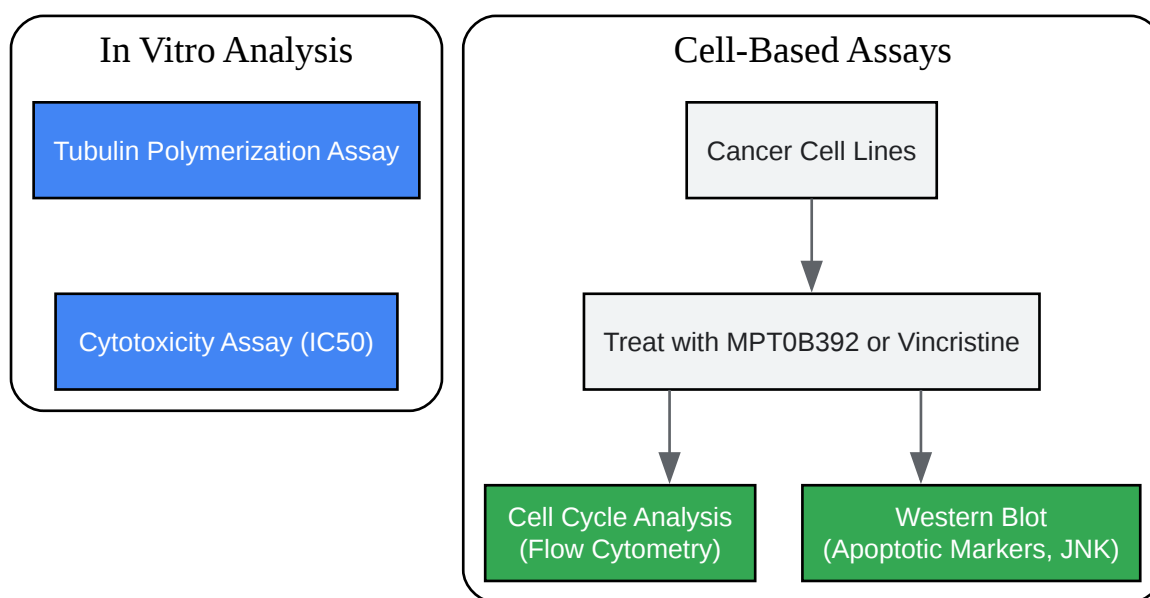 In Vitro Analysis
Tubulin Polymerization Assay
Cytotoxicity Assay (IC50)
Cell-Based Assays
Cancer Cell Lines
Treat with MPT0B392 or Vincristine
Cell Cycle Analysis
(Flow Cytometry)
Western Blot
(Apoptotic Markers, JNK)